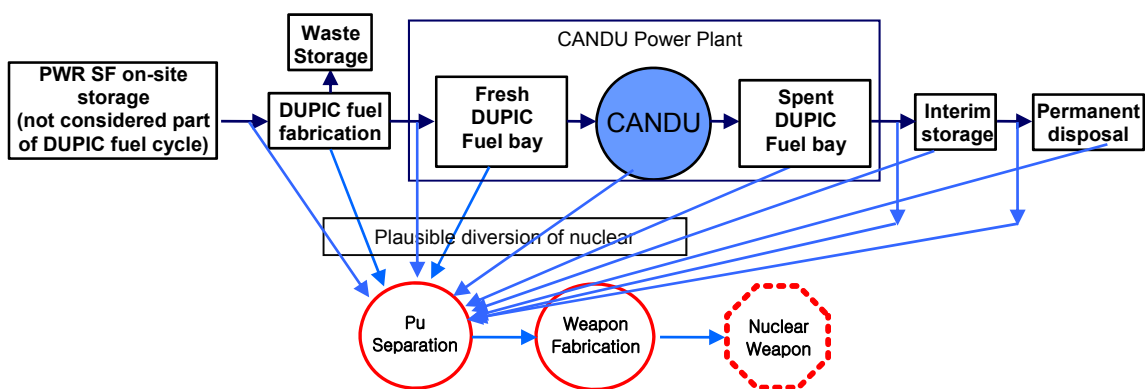 Waste
Storage
CANDU Power Plant
PWR SF on-site
storage
(not considered part
of DUPIC fuel cycle)
DUPIC fuel
fabrication
Fresh
DUPIC
Fuel bay
CANDU
Spent
DUPIC
Fuel bay
Interim
storage
Permanent
disposal
Plausible diversion of nuclear
Pu
Separation
Weapon
Fabrication
Nuclear
Weapon